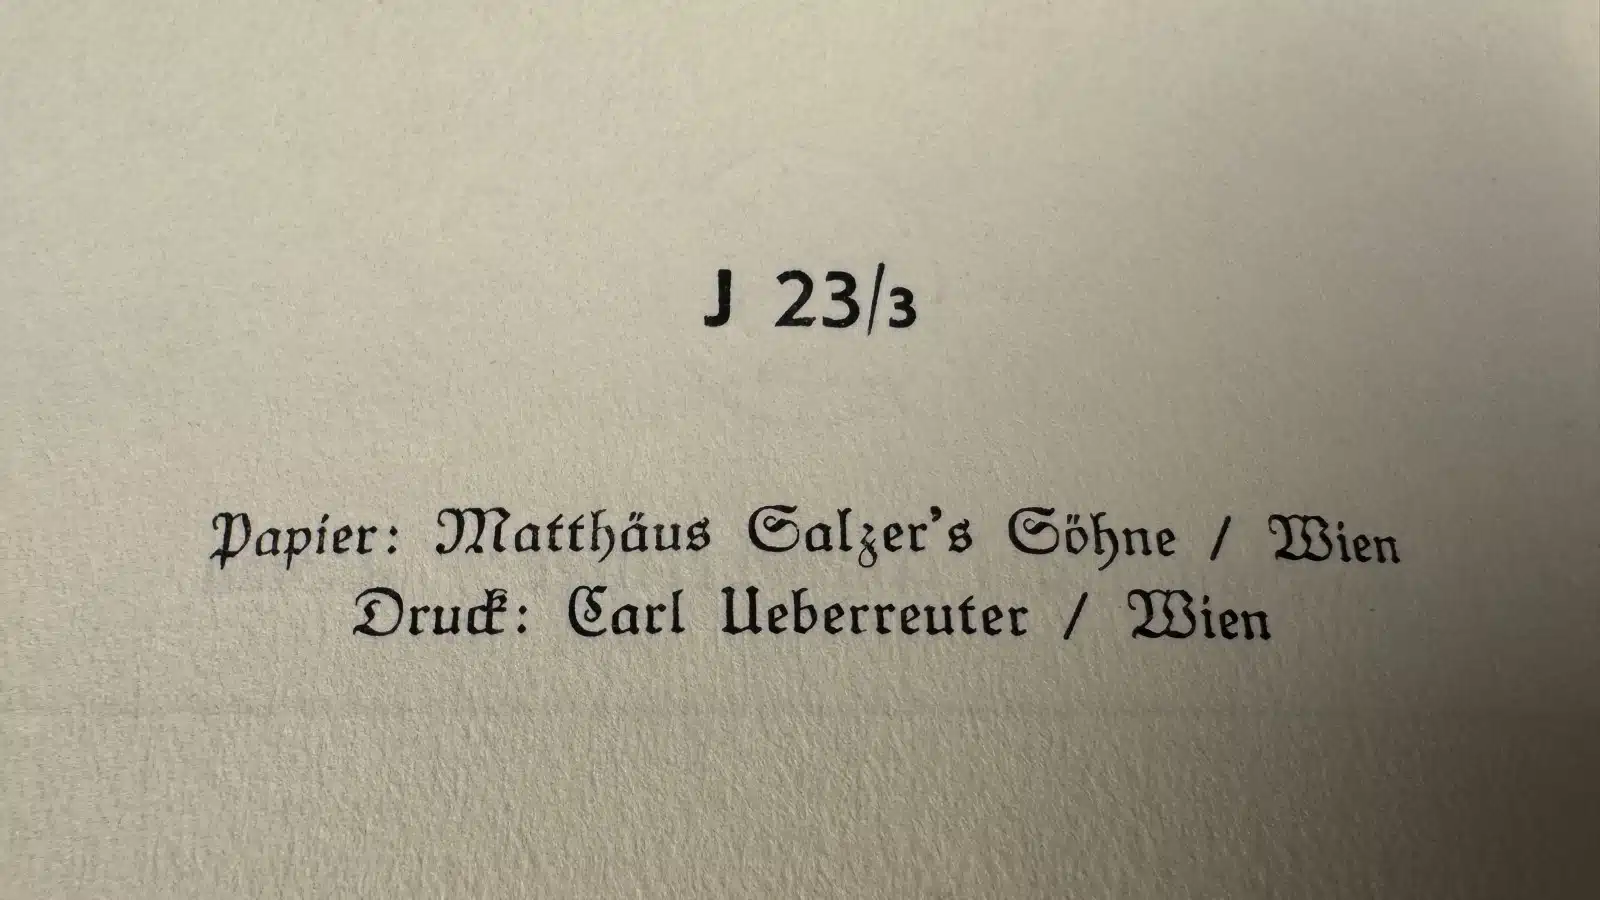 J 23/3
Papier: Matthäus Salzer's Söhne / Wien
Druck: Carl Ueberreuter / Wien